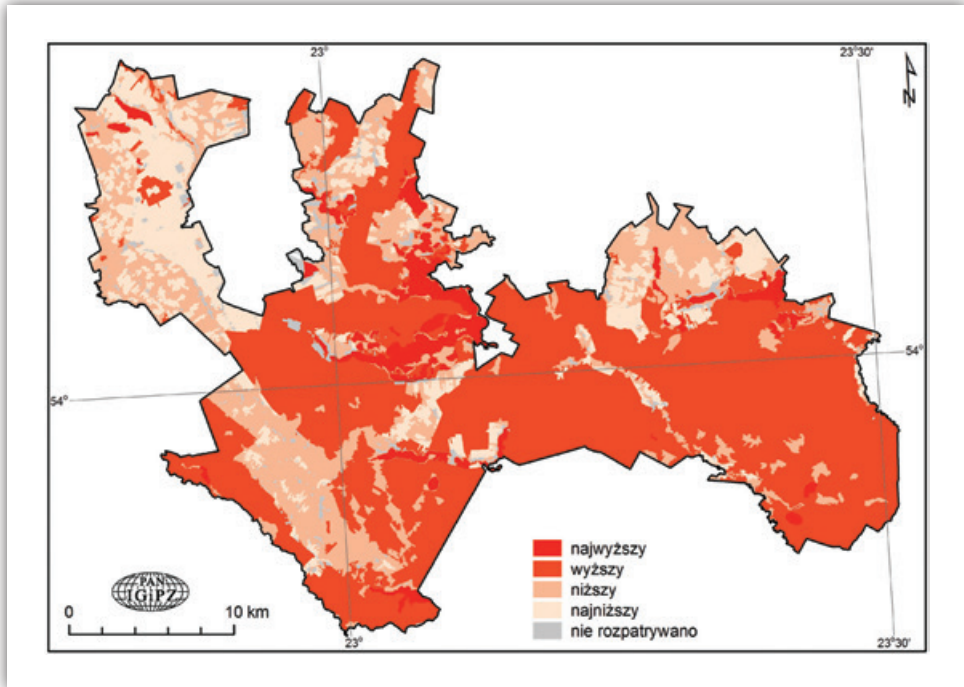 23°
23°30'
N
54°
54°
najwyższy
wyższy
niższy
najniższy
nie rozpatrywano
PAN
IGiPZ
0
10 km
23°
23°30'